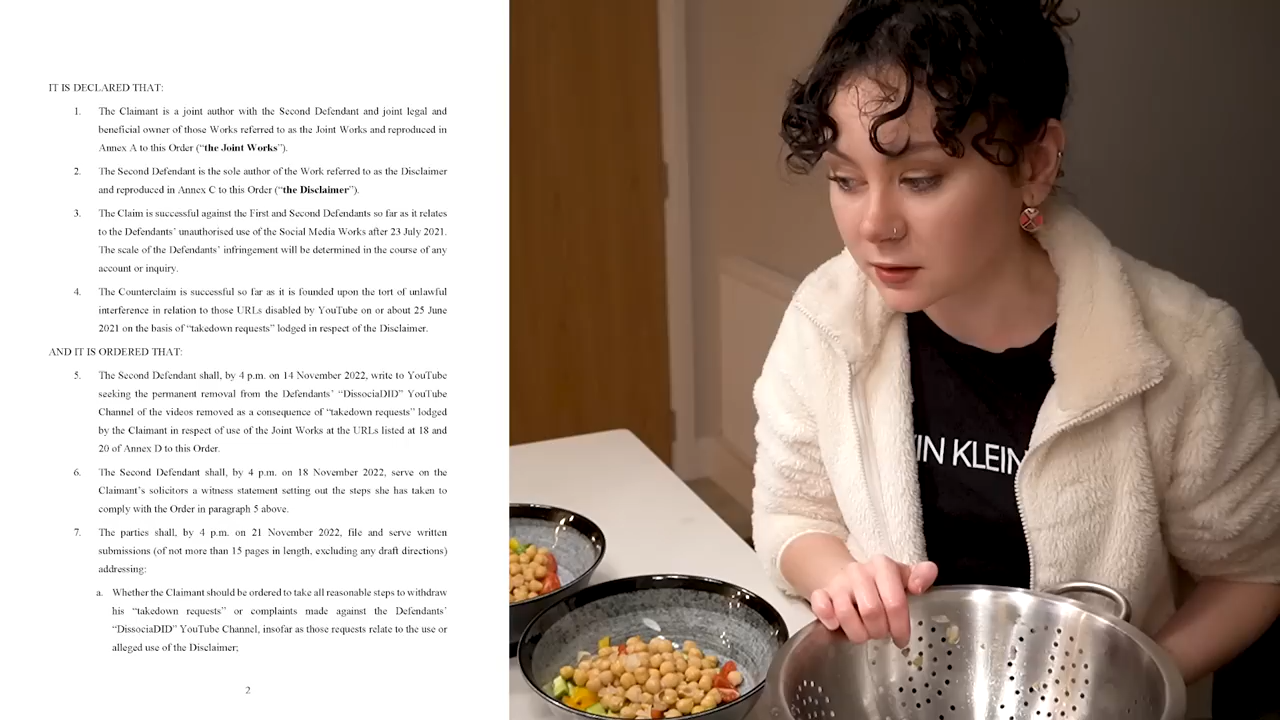 IT IS DECLARED THAT:
1. The Claimant is a joint author with the Second Defendant and joint legal and
beneficial owner of those Works referred to as the Joint Works and reproduced in
Annex A to this Order (“the Joint Works”).
2. The Second Defendant is the sole author of the Work referred to as the Disclaimer
and reproduced in Annex C to this Order (“the Disclaimer”).
3. The Claim is successful against the First and Second Defendants so far as it relates
to the Defendants’ unauthorised use of the Social Media Works after 23 July 2021.
The scale of the Defendants’ infringement will be determined in the course of any
account or inquiry.
4. The Counterclaim is successful so far as it is founded upon the tort of unlawful
interference in relation to those URLs disabled by YouTube on or about 25 June
2021 on the basis of “takedown requests” lodged in respect of the Disclaimer.
AND IT IS ORDERED THAT:
5. The Second Defendant shall, by 4 p.m. on 14 November 2022, write to YouTube
seeking the permanent removal from the Defendants’ “DissociaDID” YouTube
Channel of the videos removed as a consequence of “takedown requests” lodged
by the Claimant in respect of use of the Joint Works at the URLs listed at 18 and
20 of Annex D to this Order.
6. The Second Defendant shall, by 4 p.m. on 18 November 2022, serve on the
Claimant’s solicitors a witness statement setting out the steps she has taken to
comply with the Order in paragraph 5 above.
7. The parties shall, by 4 p.m. on 21 November 2022, file and serve written
submissions (of not more than 15 pages in length, excluding any draft directions)
addressing:
a. Whether the Claimant should be ordered to take all reasonable steps to withdraw
his “takedown requests” or complaints made against the Defendants’
“DissociaDID” YouTube Channel, insofar as those requests relate to the use or
alleged use of the Disclaimer;
2
IN KLEIN